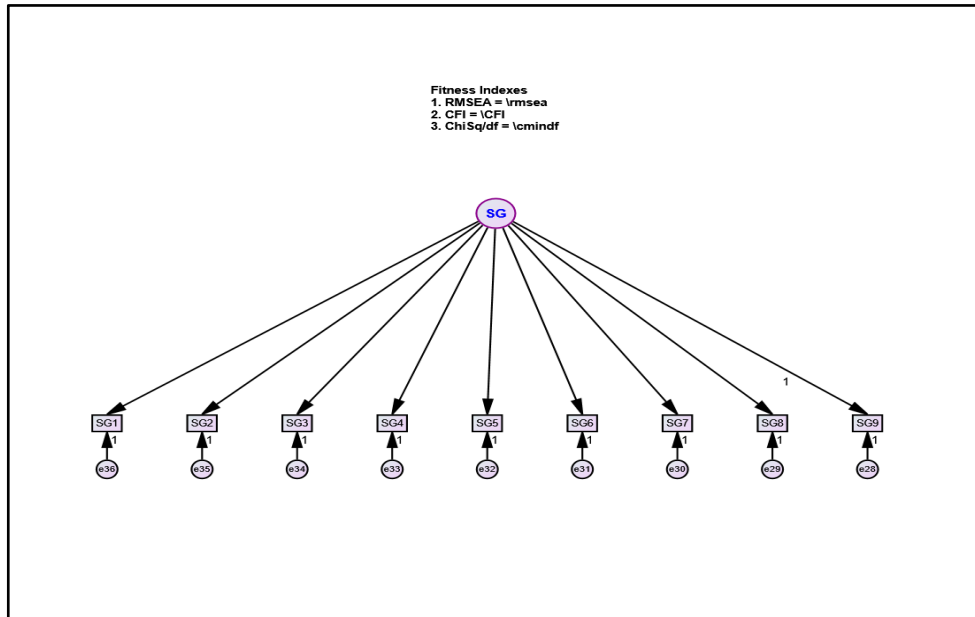 Fitness Indexes
1. RMSEA = \rmsea
2. CFI = \CFI
3. ChiSq/df = \cmindf
SG
1
SG1 SG2 SG3 SG4 SG5 SG6 SG7 SG8 SG9
1 1 1 1 1 1 1 1 1
e36 e35 e34 e33 e32 e31 e30 e29 e28